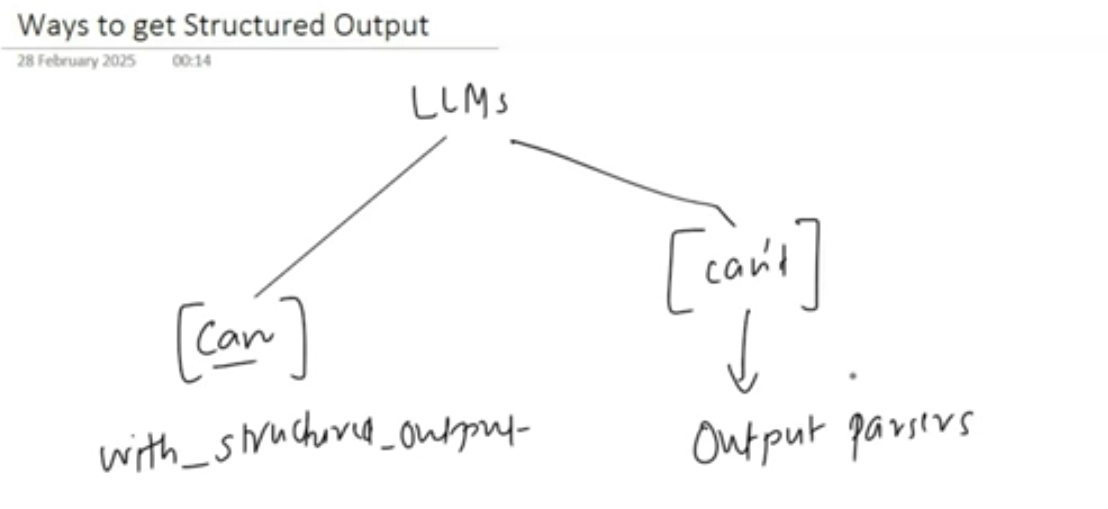 Ways to get Structured Output
28 February 2025 00:14
LLMs
[can't]
[Can]
with_structured_output
Output parsers